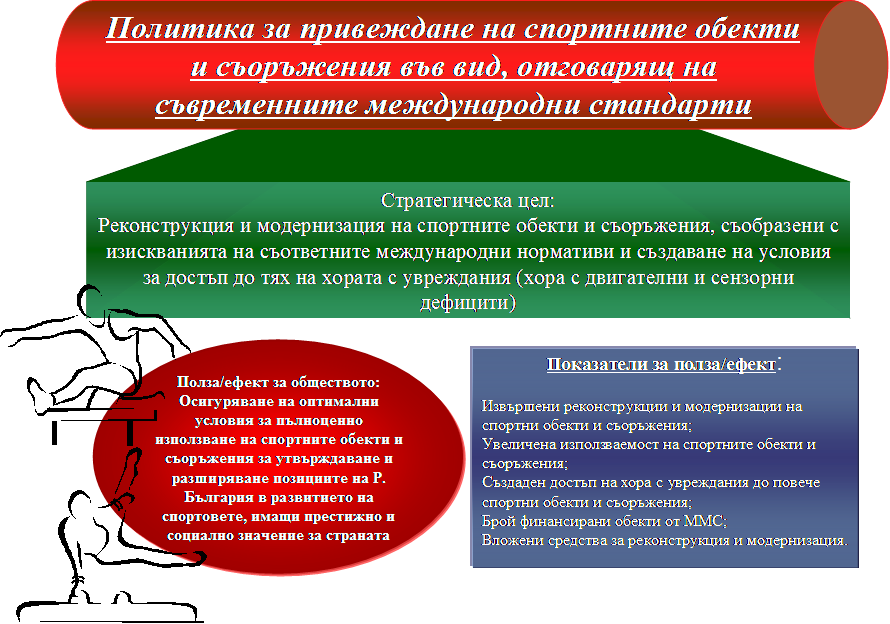 Политика за привеждане на спортните обекти
и съоръжения във вид, отговарящ на
съвременните международни стандарти
Стратегическа цел:
Реконструкция и модернизация на спортните обекти и съоръжения, съобразени с
изискванията на съответните международни нормативи и създаване на условия
за достъп до тях на хората с увреждания (хора с двигателни и сензорни
дефицити)
Полза/ефект за обществото:
Осигуряване на оптимални
условия за пълноценно
използване на спортните обекти и
съоръжения за утвърждаване и
разширяване позициите на Р.
България в развитието на
спортовете, имащи престижно и
социално значение за страната
Показатели за полза/ефект:
Извършени реконструкции и модернизации на
спортни обекти и съоръжения;
Увеличена използваемост на спортните обекти и
съоръжения;
Създаден достъп на хора с увреждания до повече
спортни обекти и съоръжения;
Брой финансирани обекти от ММС;
Вложени средства за реконструкция и модернизация.